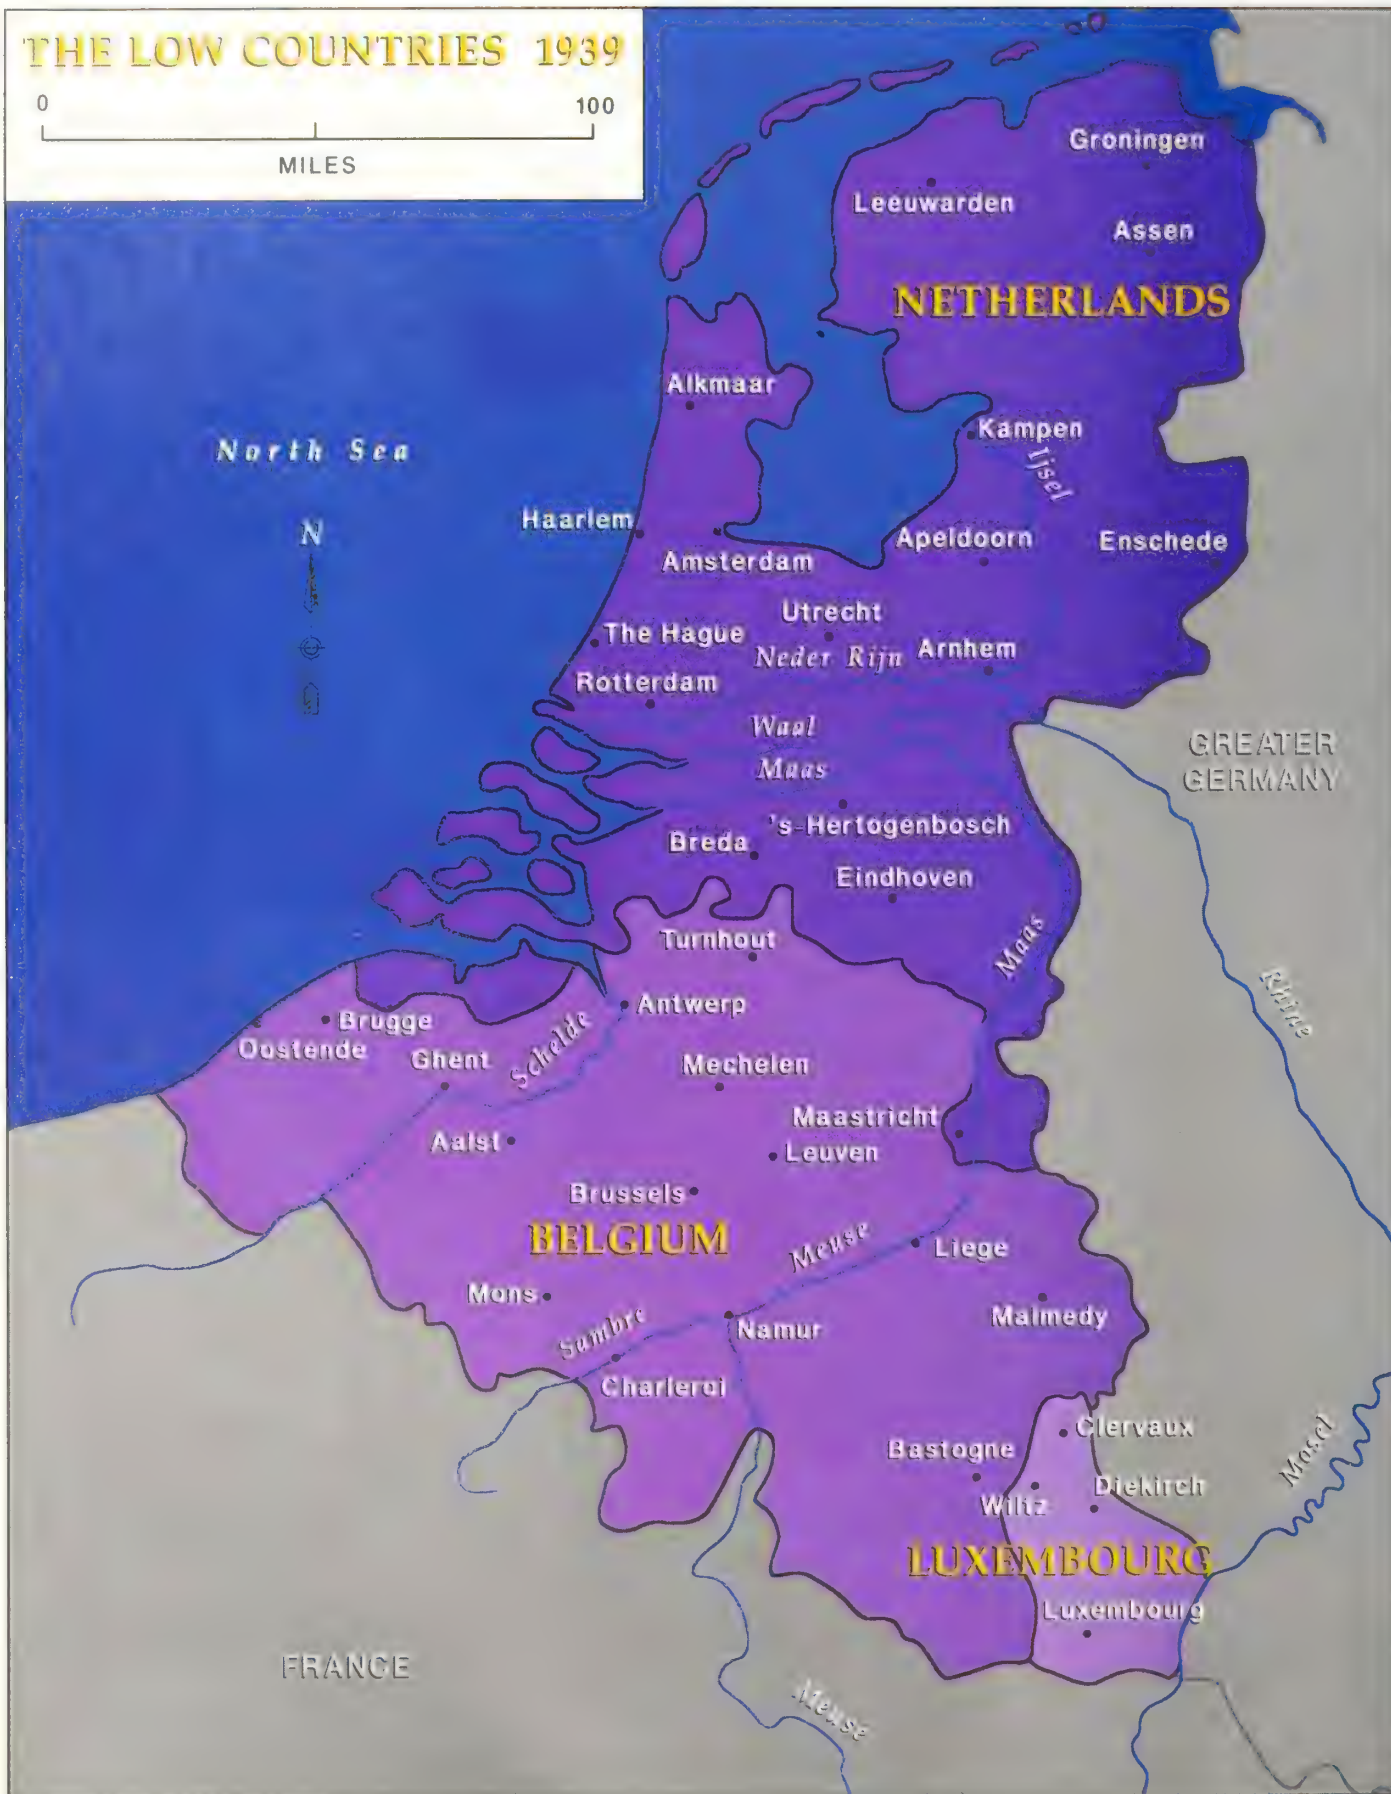 THE LOW COUNTRIES 1939
0 100
MILES
Groningen
Leeuwarden
Assen
NETHERLANDS
Alkmaar
North Sea
Kampen
Ijsel
N
Haarlem
Amsterdam
Apeldoorn
Enschede
Utrecht
The Hague
Neder Rijn
Arnhem
Rotterdam
Waal
Maas
GREATER
GERMANY
's-Hertogenbosch
Breda
Eindhoven
Maas
Turnhout
Rhine
Antwerp
Brugge
Oostende
Ghent
Schelde
Mechelen
Maastricht
Aalst
Leuven
Brussels
BELGIUM
Meuse
Liege
Mons
Sambre
Namur
Malmedy
Charleroi
Clervaux
Bastogne
Mosel
Diekirch
Wiltz
LUXEMBOURG
Luxembourg
FRANCE
Meuse